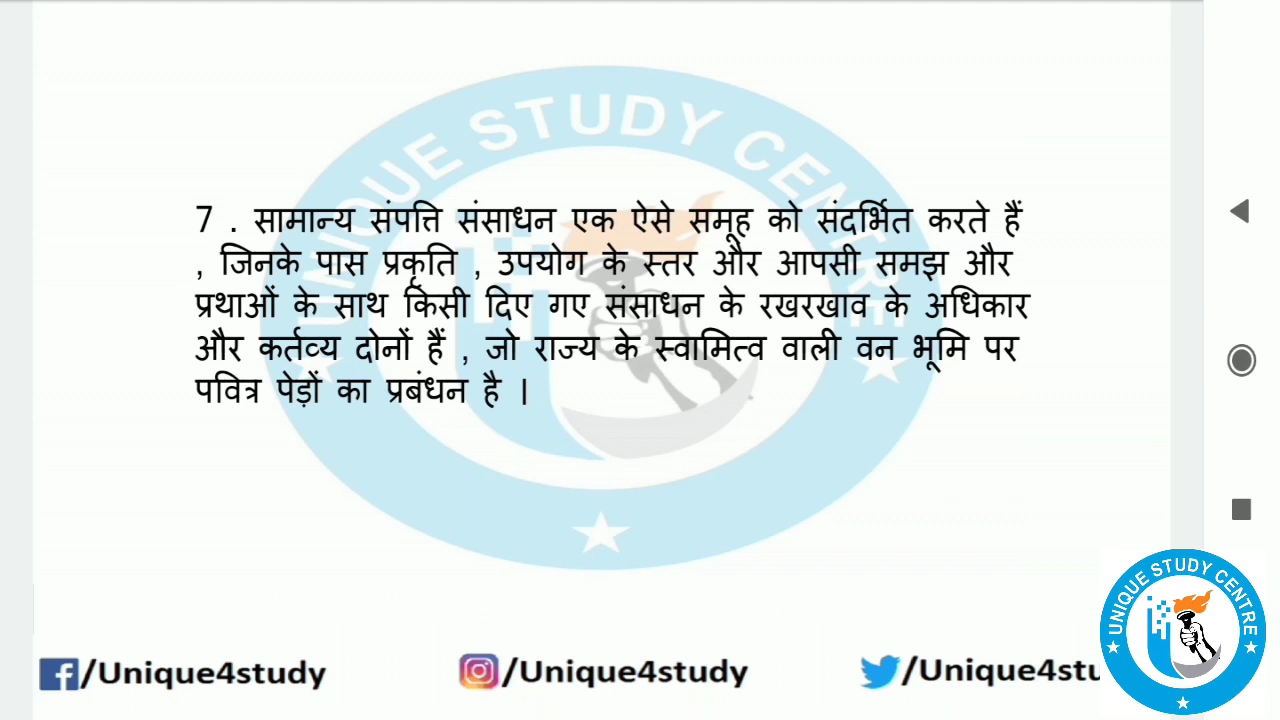 UNIQUE STUDY CENTRE
7 . सामान्य संपत्ति संसाधन एक ऐसे समूह को संदर्भित करते हैं
, जिनके पास प्रकृति , उपयोग के स्तर और आपसी समझ और
प्रथाओं के साथ किसी दिए गए संसाधन के रखरखाव के अधिकार
और कर्तव्य दोनों हैं , जो राज्य के स्वामित्व वाली वन भूमि पर
पवित्र पेड़ों का प्रबंधन है ।
UNIQUE STUDY CENTRE
/Unique4study
/Unique4study
/Unique4stu